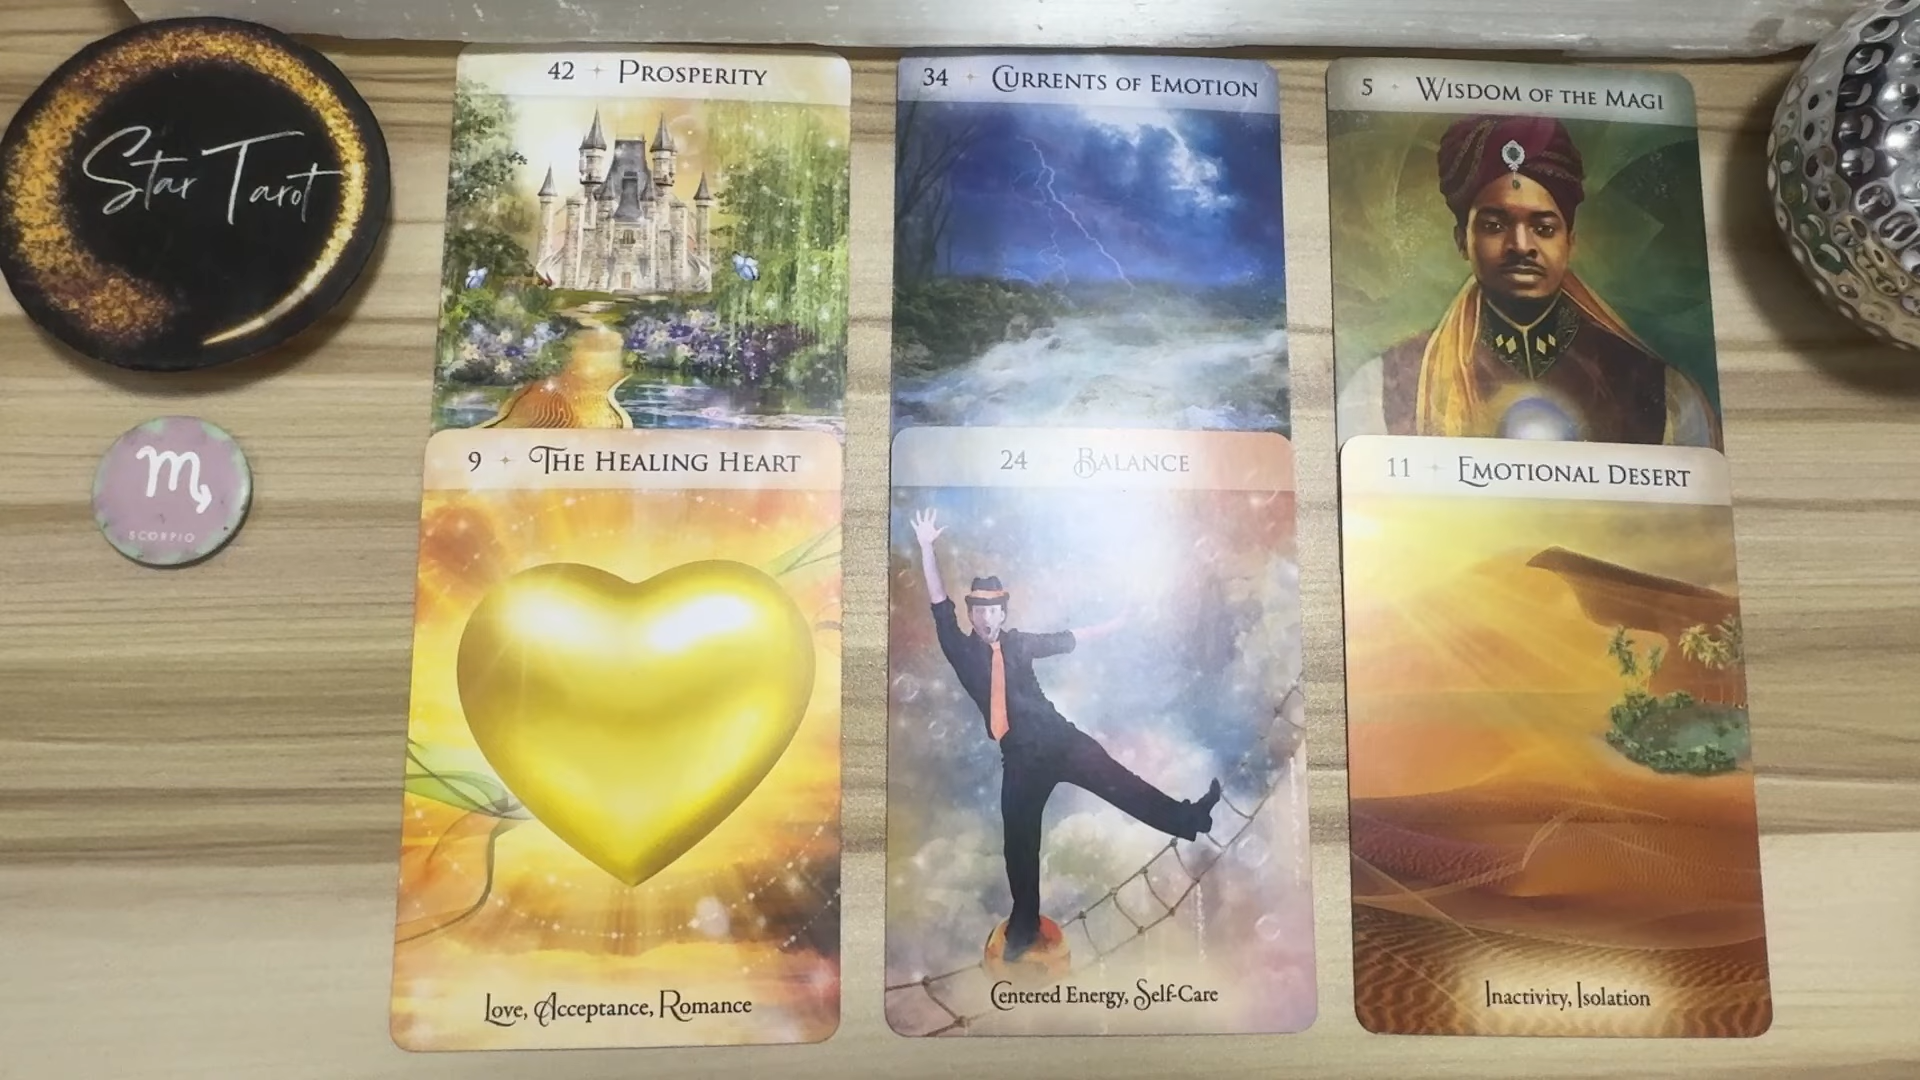 Star Tarot
42 PROSPERITY
34 CURRENTS OF EMOTION
5 WISDOM OF THE MAGI
SCORPIO
9 THE HEALING HEART
24 BALANCE
11 EMOTIONAL DESERT
Love, Acceptance, Romance
Centered Energy, Self-Care
Inactivity, Isolation